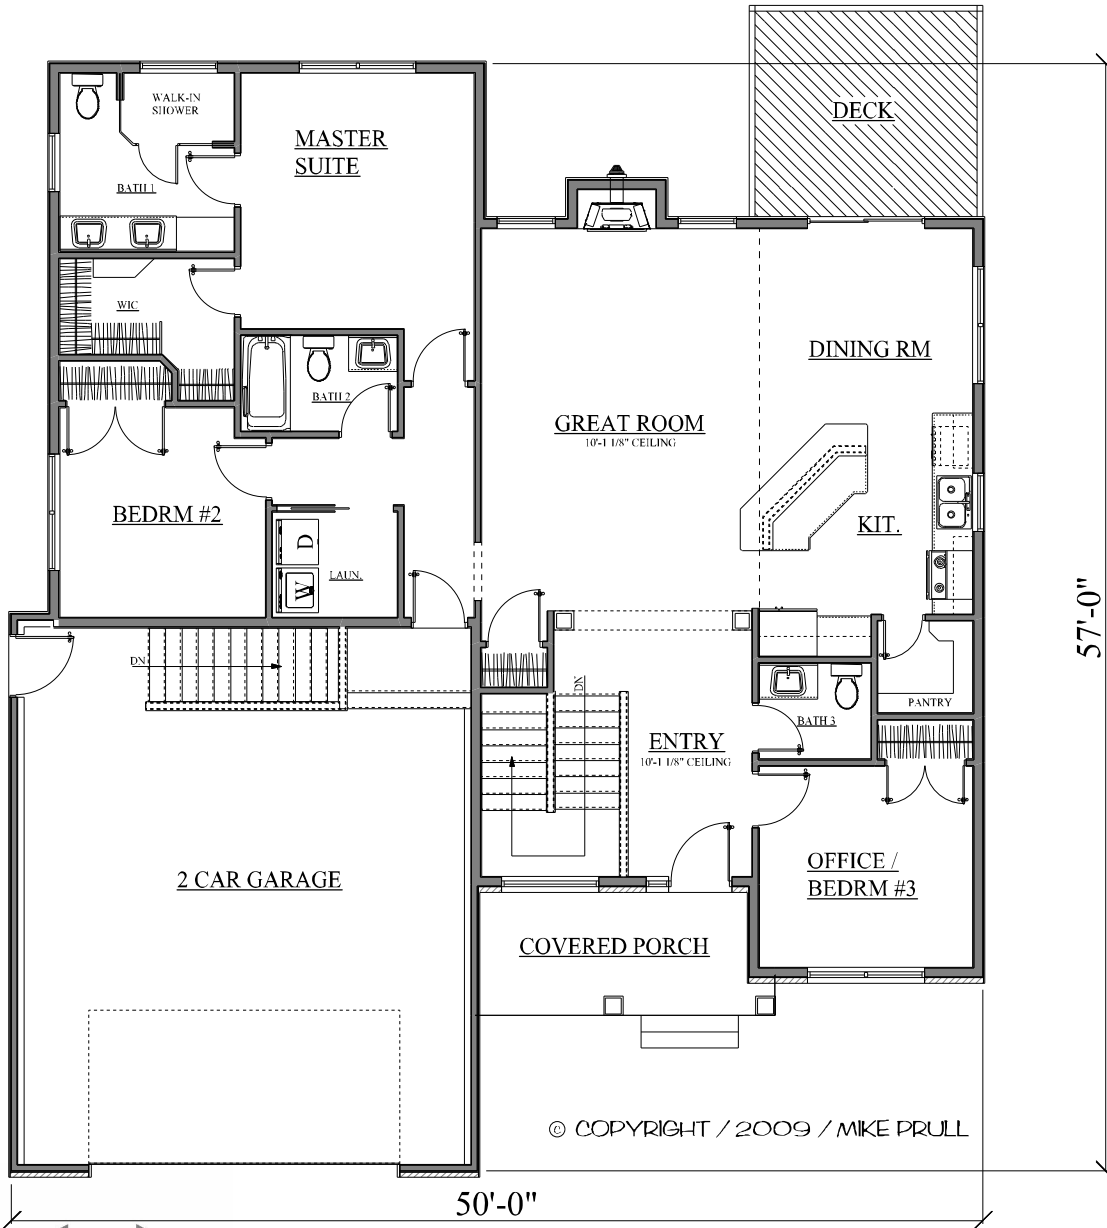 DECK
WALK-IN
SHOWER
MASTER
SUITE
BATH 1
WIC
DINING RM
BATH 2
GREAT ROOM
10'-1 1/8" CEILING
BEDRM #2
KIT.
D
W
LAUN.
57'-0"
DN
DN
PANTRY
BATH 3
ENTRY
10'-1 1/8" CEILING
2 CAR GARAGE
OFFICE /
BEDRM #3
COVERED PORCH
© COPYRIGHT / 2009 / MIKE PRULL
50'-0"